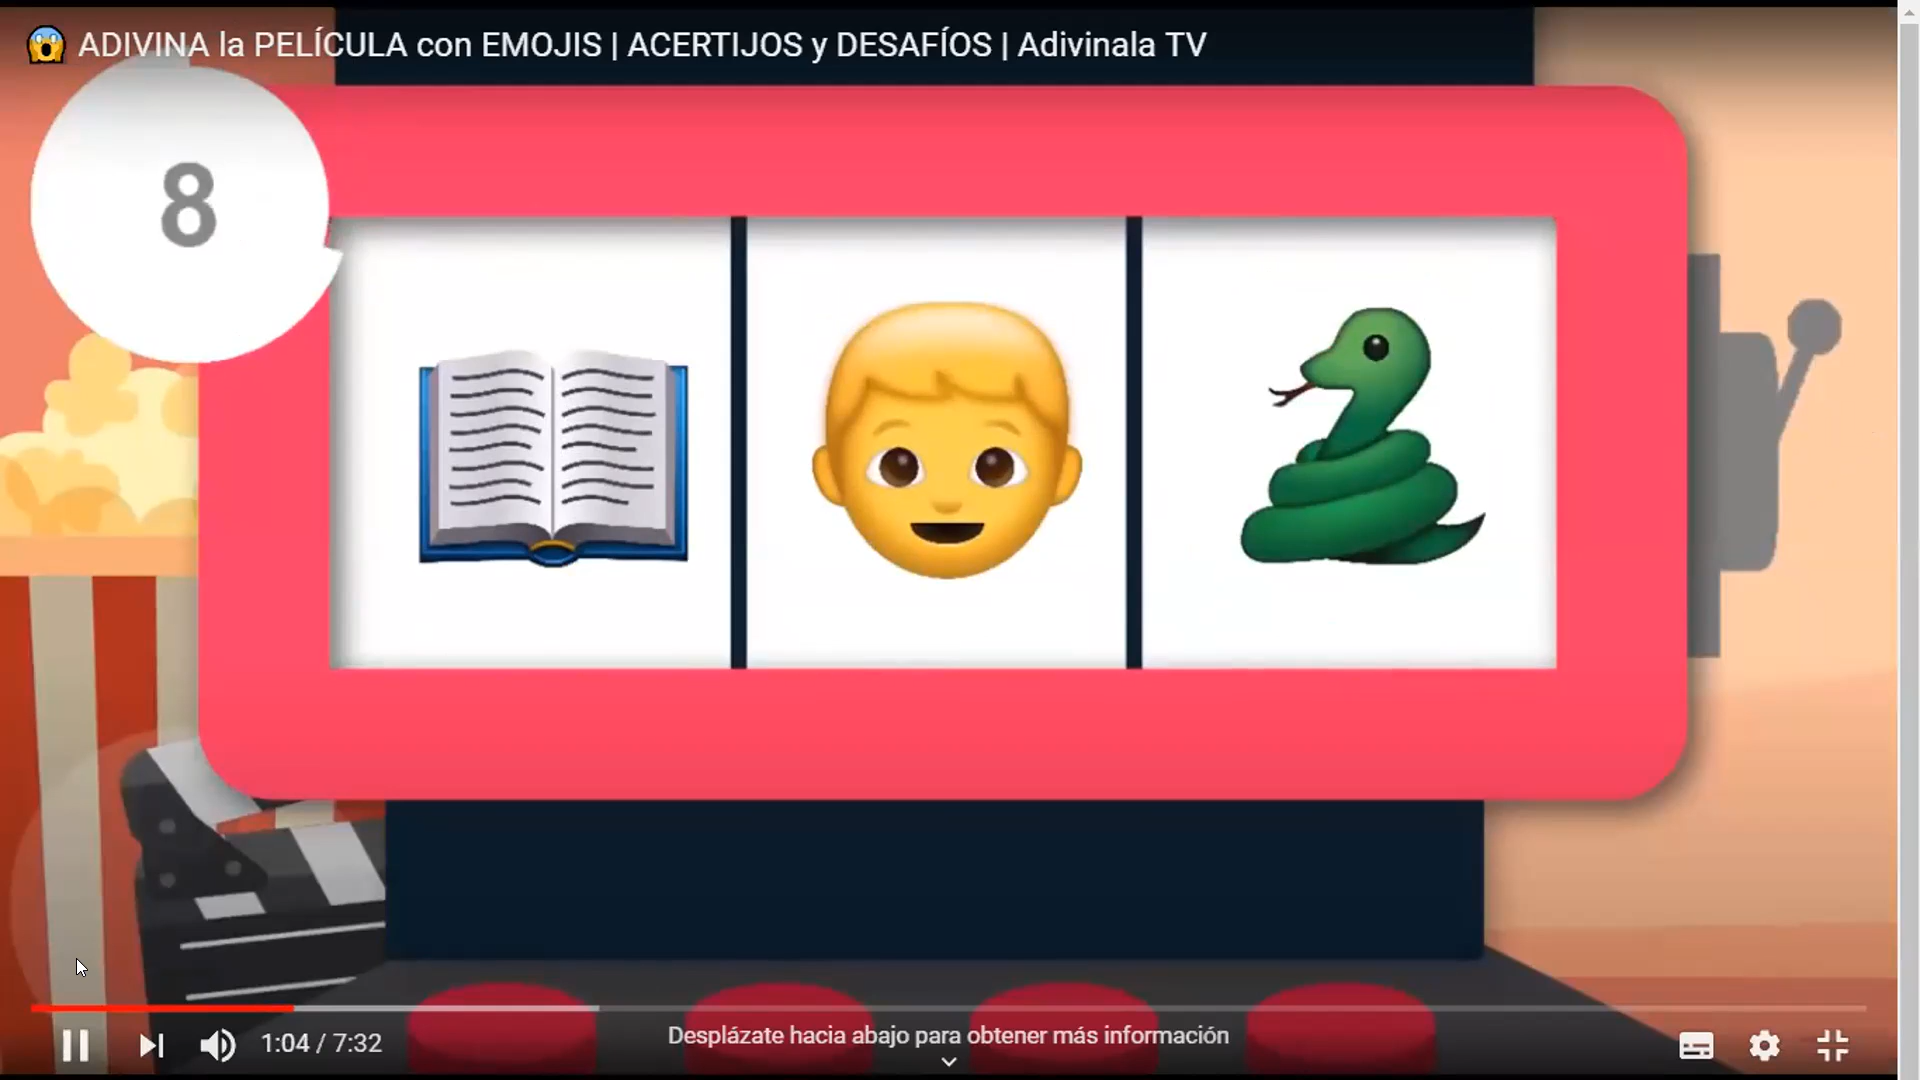 😱 ADIVINA la PELÍCULA con EMOJIS | ACERTIJOS y DESAFÍOS | Adivinala TV
8
1:04 / 7:32
Desplázate hacia abajo para obtener más información